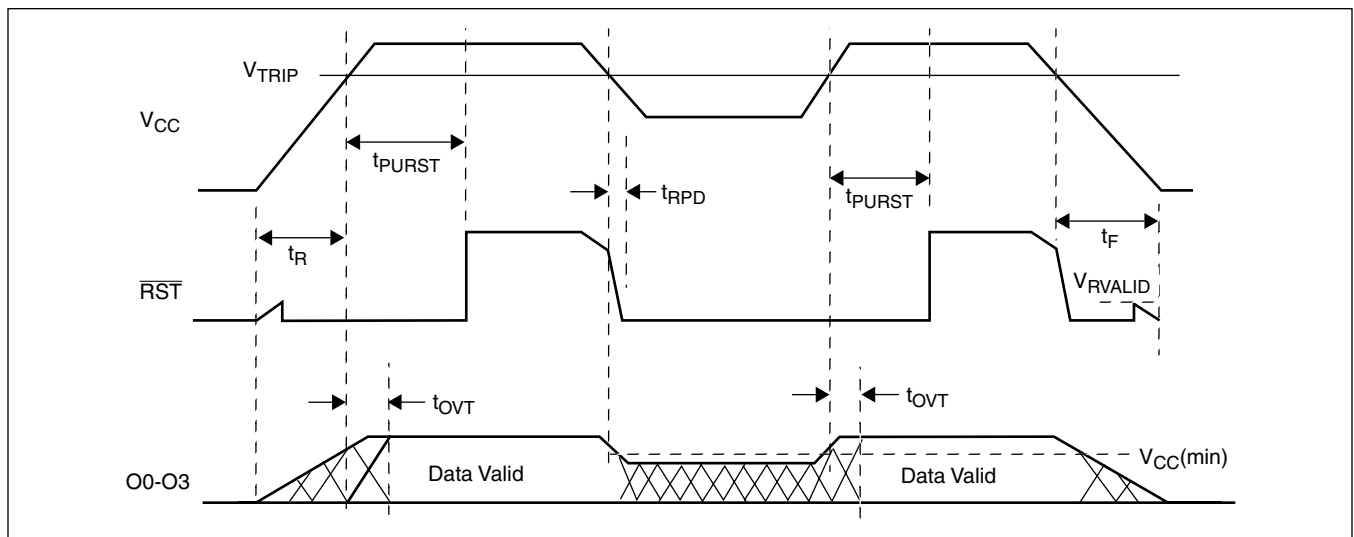 VTRIP
VCC
tPURST
tRPD
tPURST
tR
tF
RST
VRVALID
tOVT
tOVT
VCC(min)
O0-O3
Data Valid
Data Valid